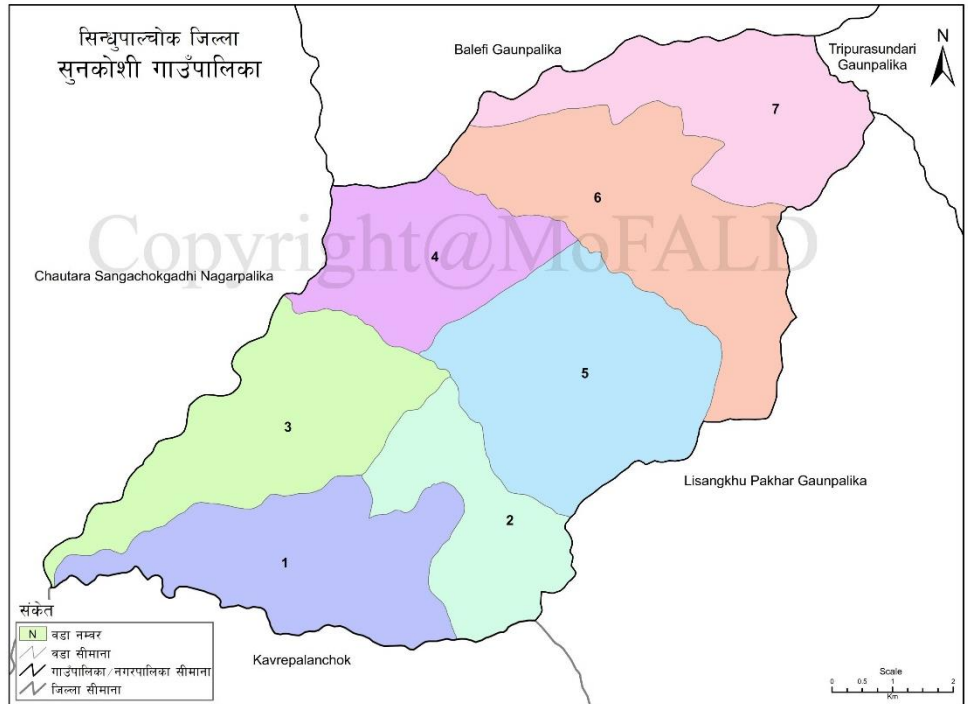 सिन्धुपाल्चोक जिल्ला
सुनकोशी गाउँपालिका
Balefi Gaunpalika
Tripurasundari
Gaunpalika
N
7
6
Copyright@MoFALD
4
Chautara Sangachokgadhi Nagarpalika
5
3
Lisangkhu Pakhar Gaunpalika
2
1
संकेत
N वडा नम्वर
वडा सीमाना
गाउँपालिका/नगरपालिका सीमाना
जिल्ला सीमाना
Kavrepalanchok
Scale
0 0.5 1 2
Km